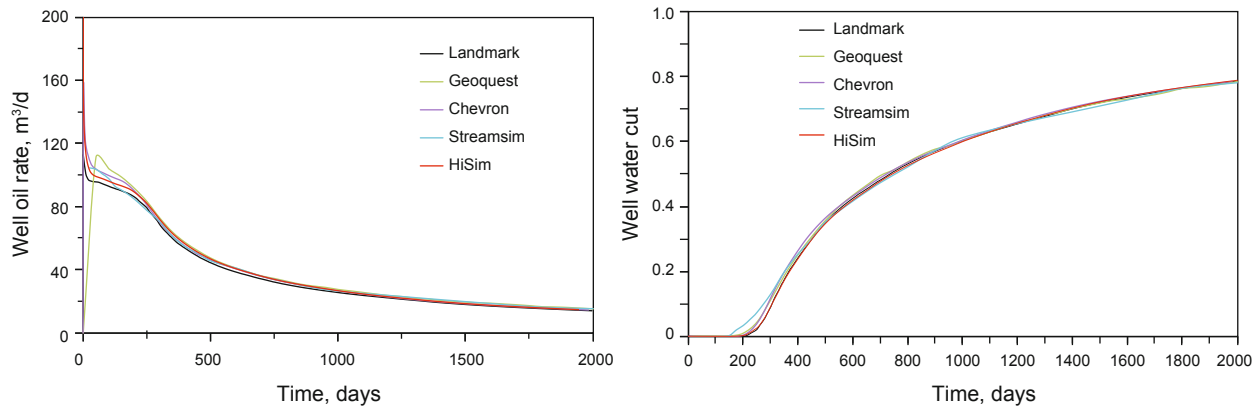 Well oil rate, m³/d
200
160
120
80
40
0
0
500
1000
1500
2000
Time, days
Landmark
Geoquest
Chevron
Streamsim
HiSim
Well water cut
1.0
0.8
0.6
0.4
0.2
0
0
200
400
600
800
1000
1200
1400
1600
1800
2000
Time, days
Landmark
Geoquest
Chevron
Streamsim
HiSim